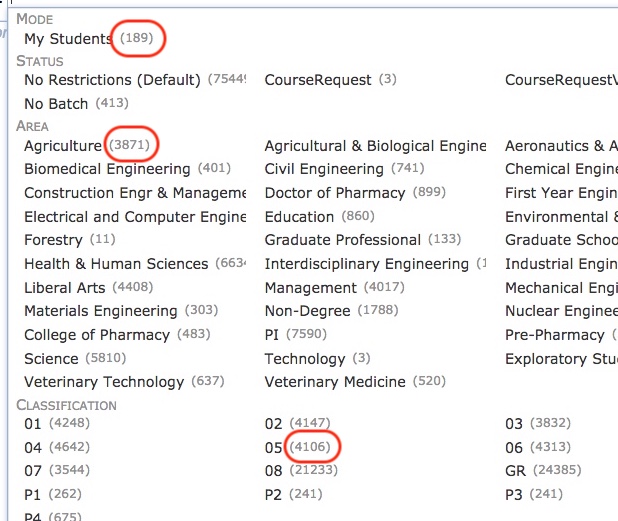 MODE
My Students (189)
STATUS
No Restrictions (Default) (7544 CourseRequest (3) CourseRequestV
No Batch (413)
AREA
Agriculture (3871) Agricultural & Biological Engine Aeronautics & A
Biomedical Engineering (401) Civil Engineering (741) Chemical Engine
Construction Engr & Manageme Doctor of Pharmacy (899) First Year Engin
Electrical and Computer Engine Education (860) Environmental &
Forestry (11) Graduate Professional (133) Graduate Schoo
Health & Human Sciences (663 Interdisciplinary Engineering (1 Industrial Engin
Liberal Arts (4408) Management (4017) Mechanical Engi
Materials Engineering (303) Non-Degree (1788) Nuclear Enginee
College of Pharmacy (483) PI (7590) Pre-Pharmacy (
Science (5810) Technology (3) Exploratory Stu
Veterinary Technology (637) Veterinary Medicine (520)
CLASSIFICATION
01 (4248) 02 (4147) 03 (3832)
04 (4642) 05 (4106) 06 (4313)
07 (3544) 08 (21233) GR (24385)
P1 (262) P2 (241) P3 (241)
P4 (675)